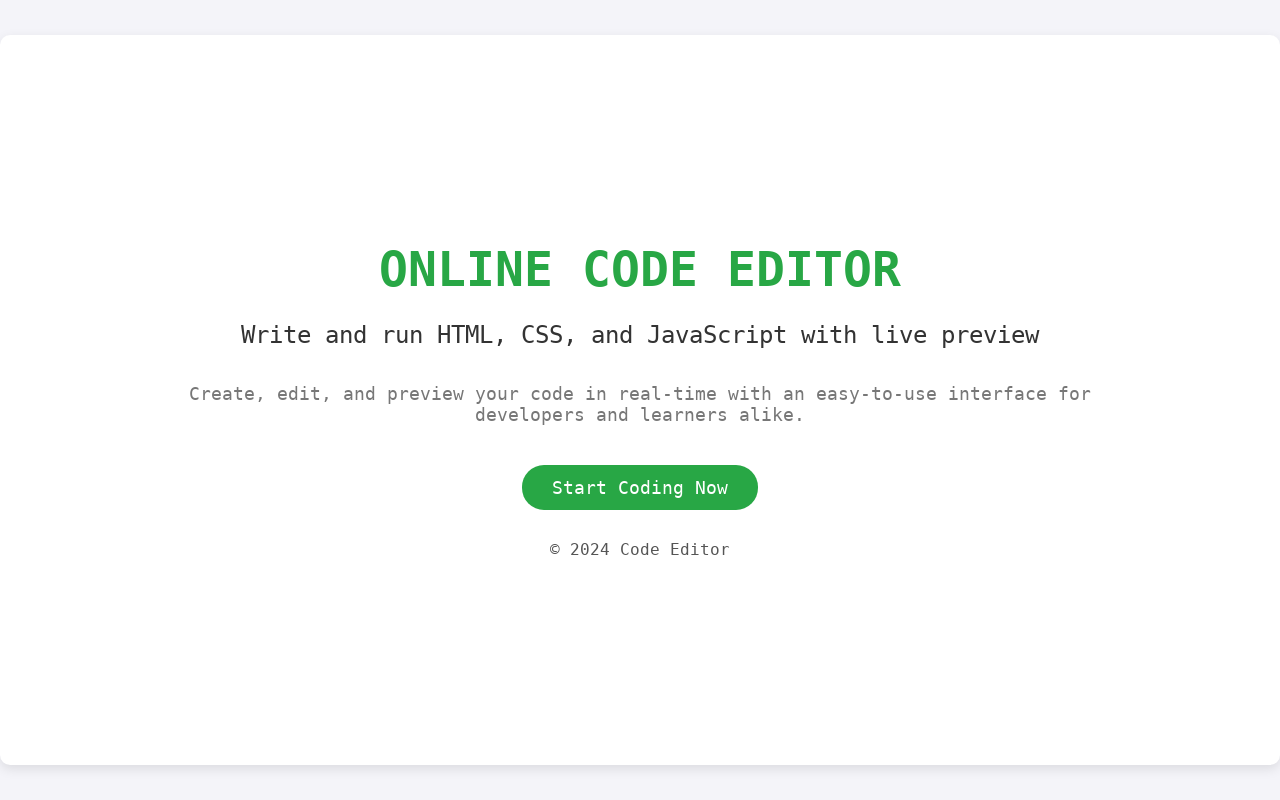 ONLINE CODE EDITOR
Write and run HTML, CSS, and JavaScript with live preview
Create, edit, and preview your code in real-time with an easy-to-use interface for
developers and learners alike.
Start Coding Now
© 2024 Code Editor